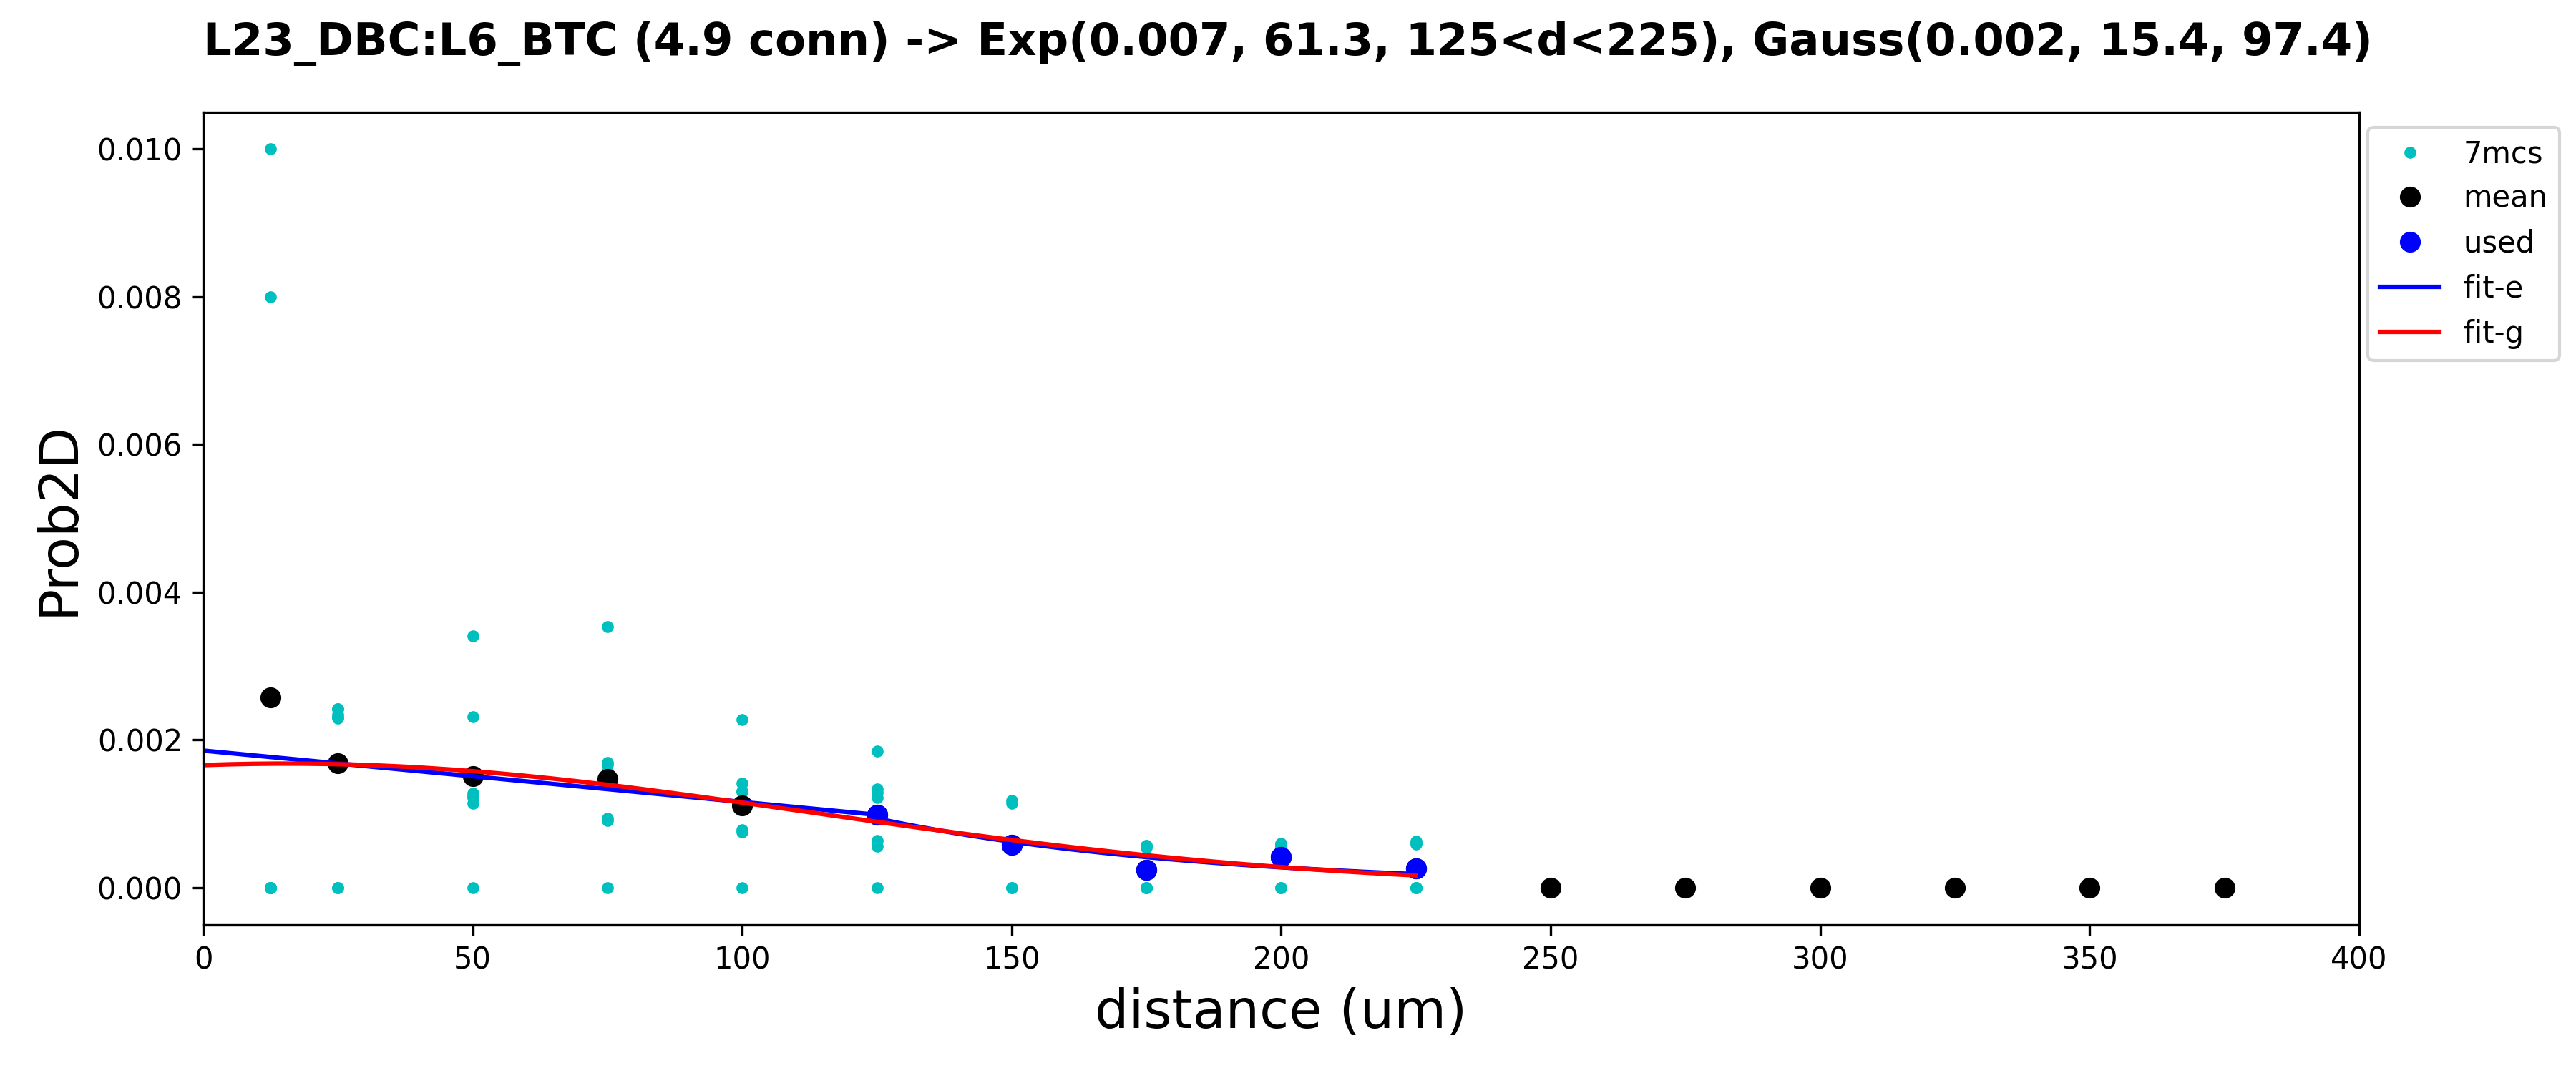 L23_DBC:L6_BTC (4.9 conn) -> Exp(0.007, 61.3, 125<d<225), Gauss(0.002, 15.4, 97.4)
0.010
0.008
0.006
0.004
0.002
0.000
Prob2D
0 50 100 150 200 250 300 350 400
distance (um)
7mcs
mean
used
fit-e
fit-g